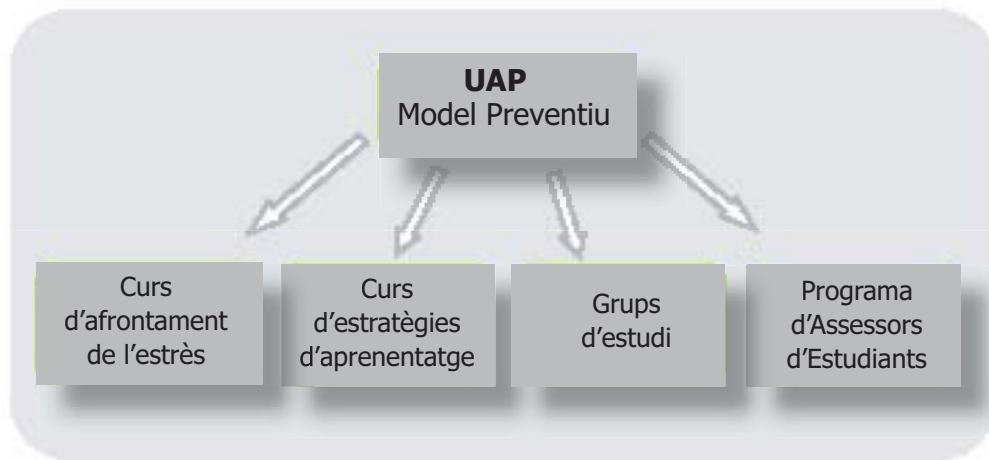 UAP
Model Preventiu
Curs
d’afrontament
de l’estrès
Curs
d’estratègies
d’aprenentatge
Grups
d’estudi
Programa
d’Assessors
d’Estudiants